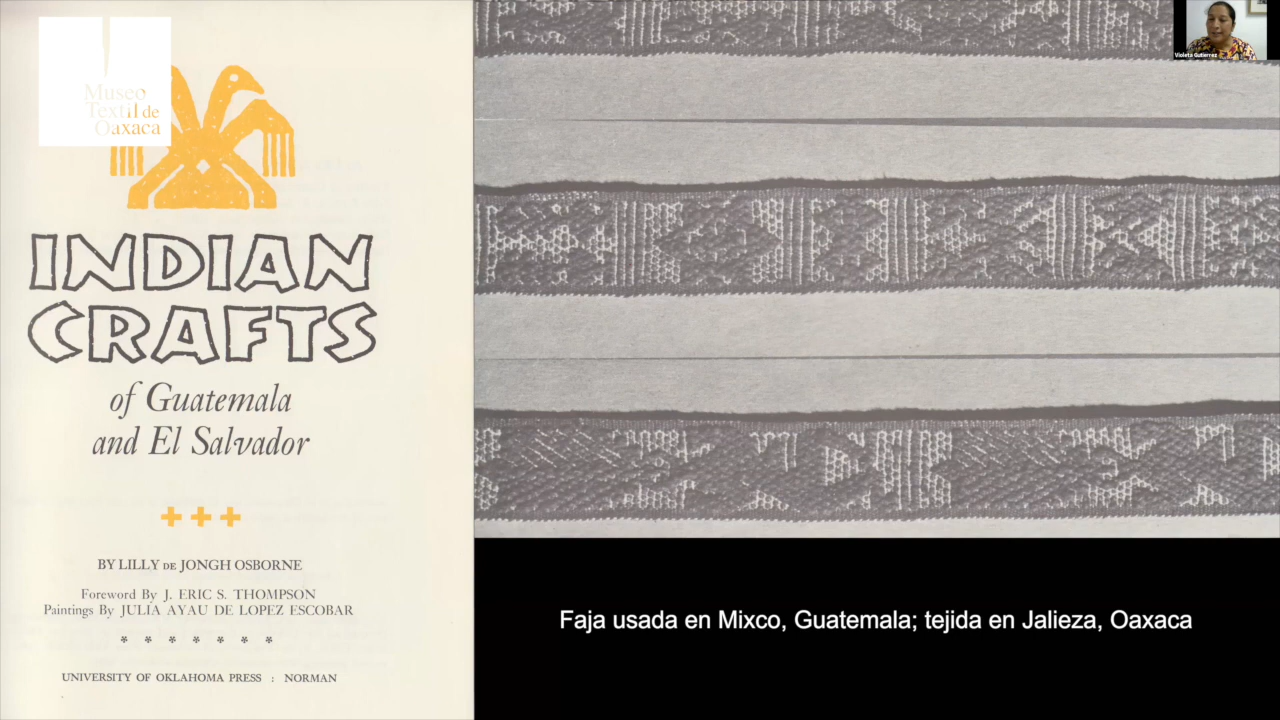 Museo
Textil de
Oaxaca
INDIAN
CRAFTS
of Guatemala
and El Salvador
+++
BY LILLY DE JONGH OSBORNE
Foreword By J. ERIC S. THOMPSON
Paintings By JULIA AYAU DE LOPEZ ESCOBAR
* * * * * * *
UNIVERSITY OF OKLAHOMA PRESS : NORMAN
Violeta Gutierrez
Faja usada en Mixco, Guatemala; tejida en Jalieza, Oaxaca